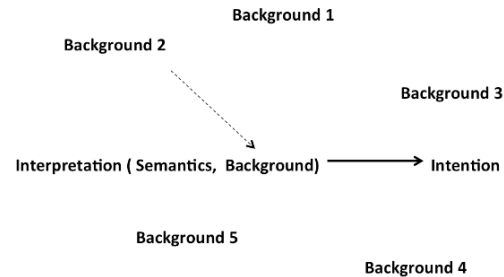 Background 1
Background 2
Background 3
Interpretation ( Semantics, Background)
Intention
Background 5
Background 4